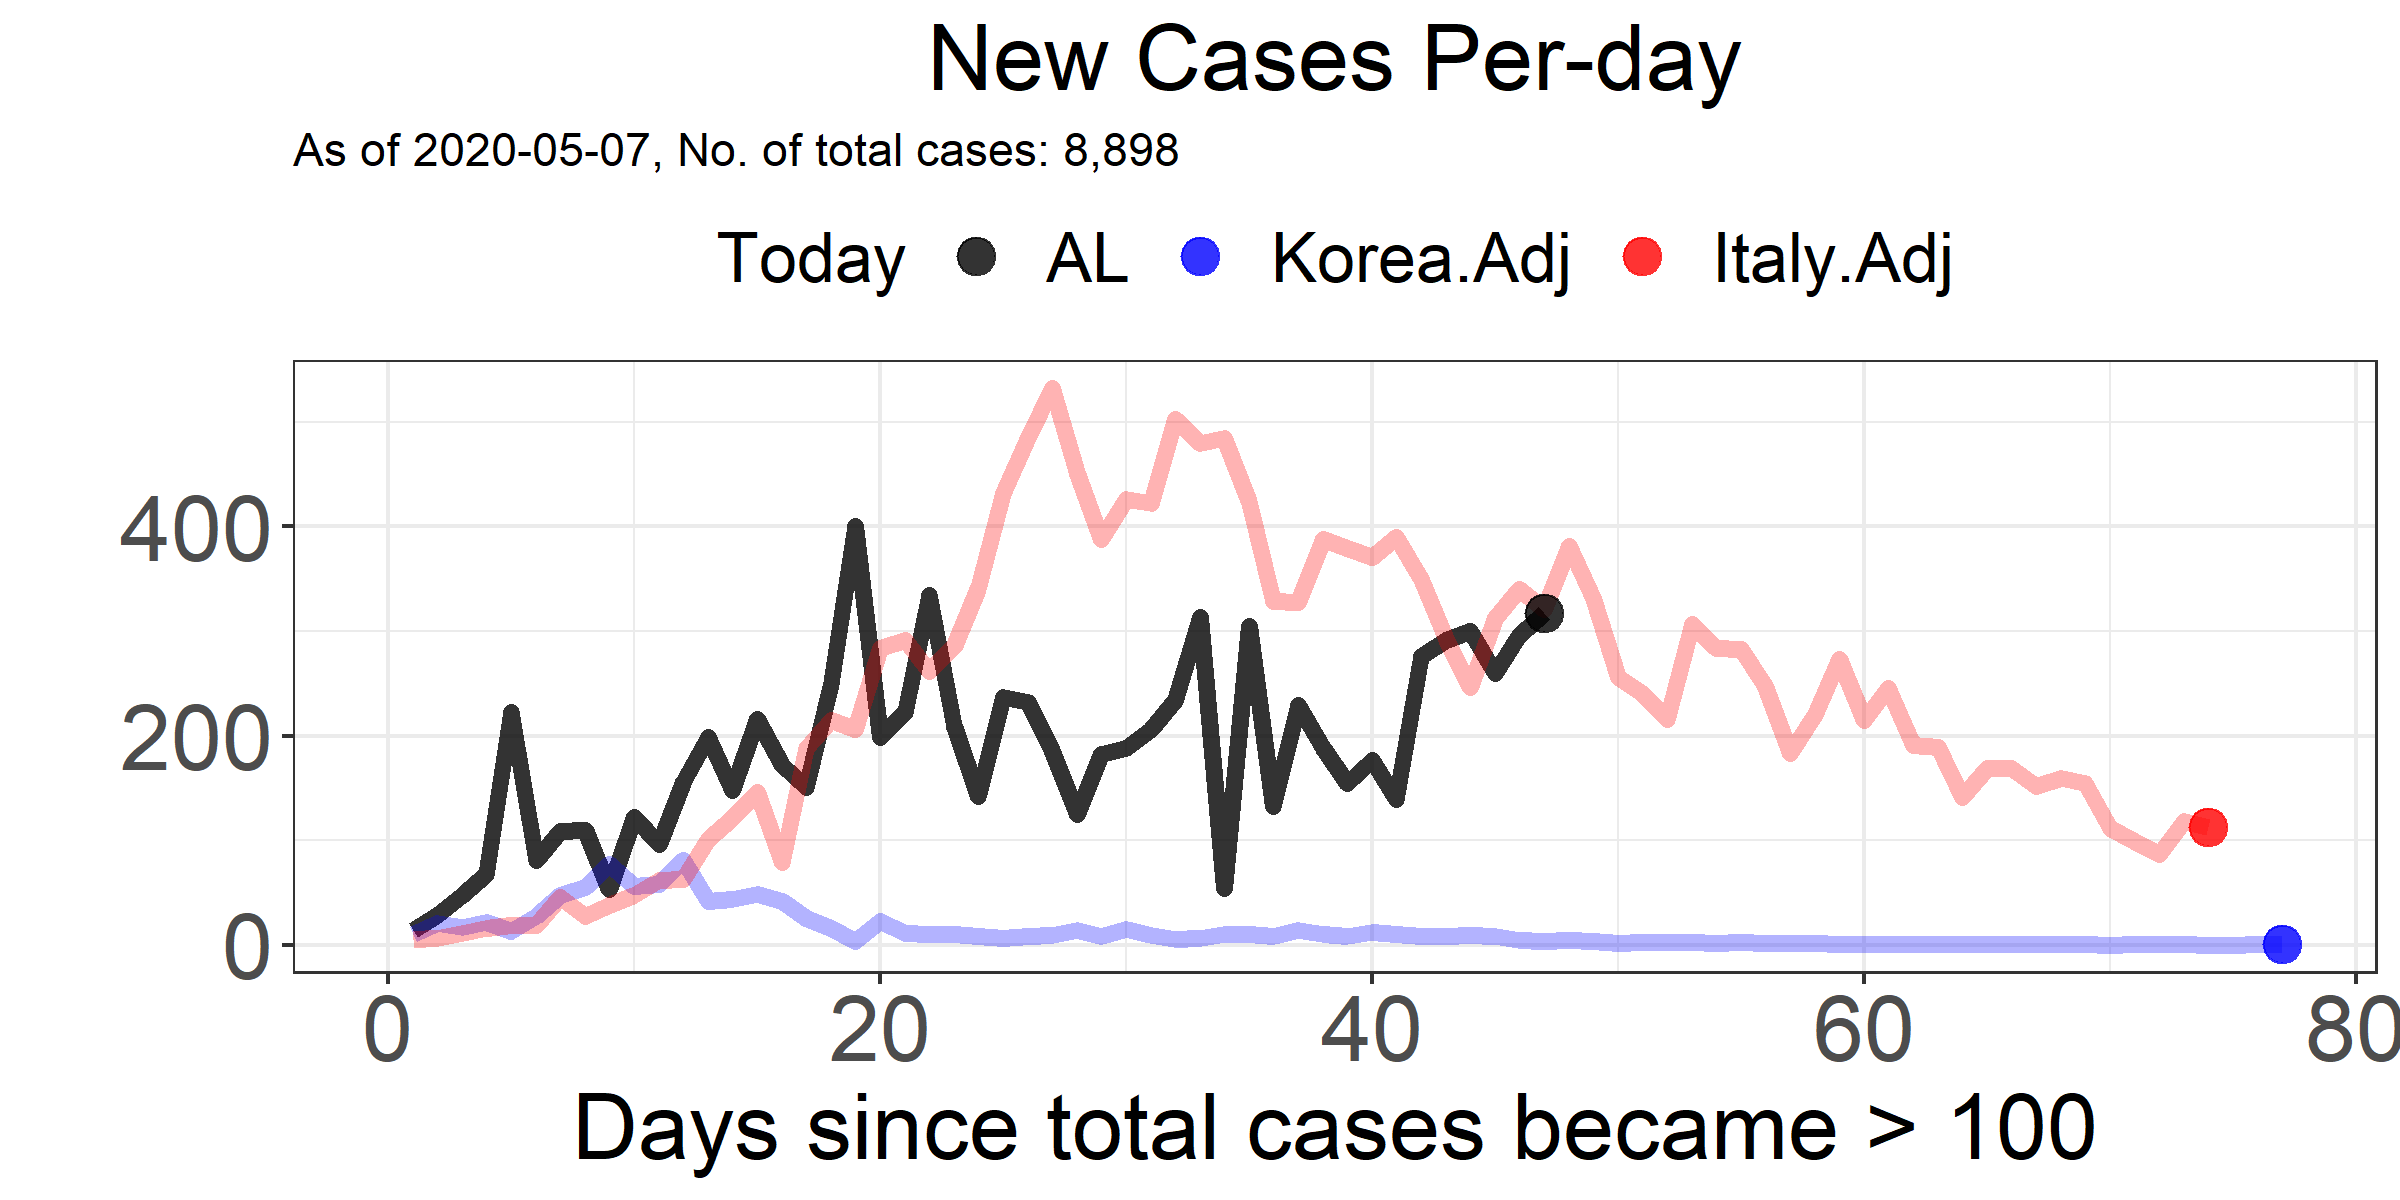 New Cases Per-day
As of 2020-05-07, No. of total cases: 8,898
Today AL Korea.Adj Italy.Adj
400
200
0
0 20 40 60 80
Days since total cases became > 100